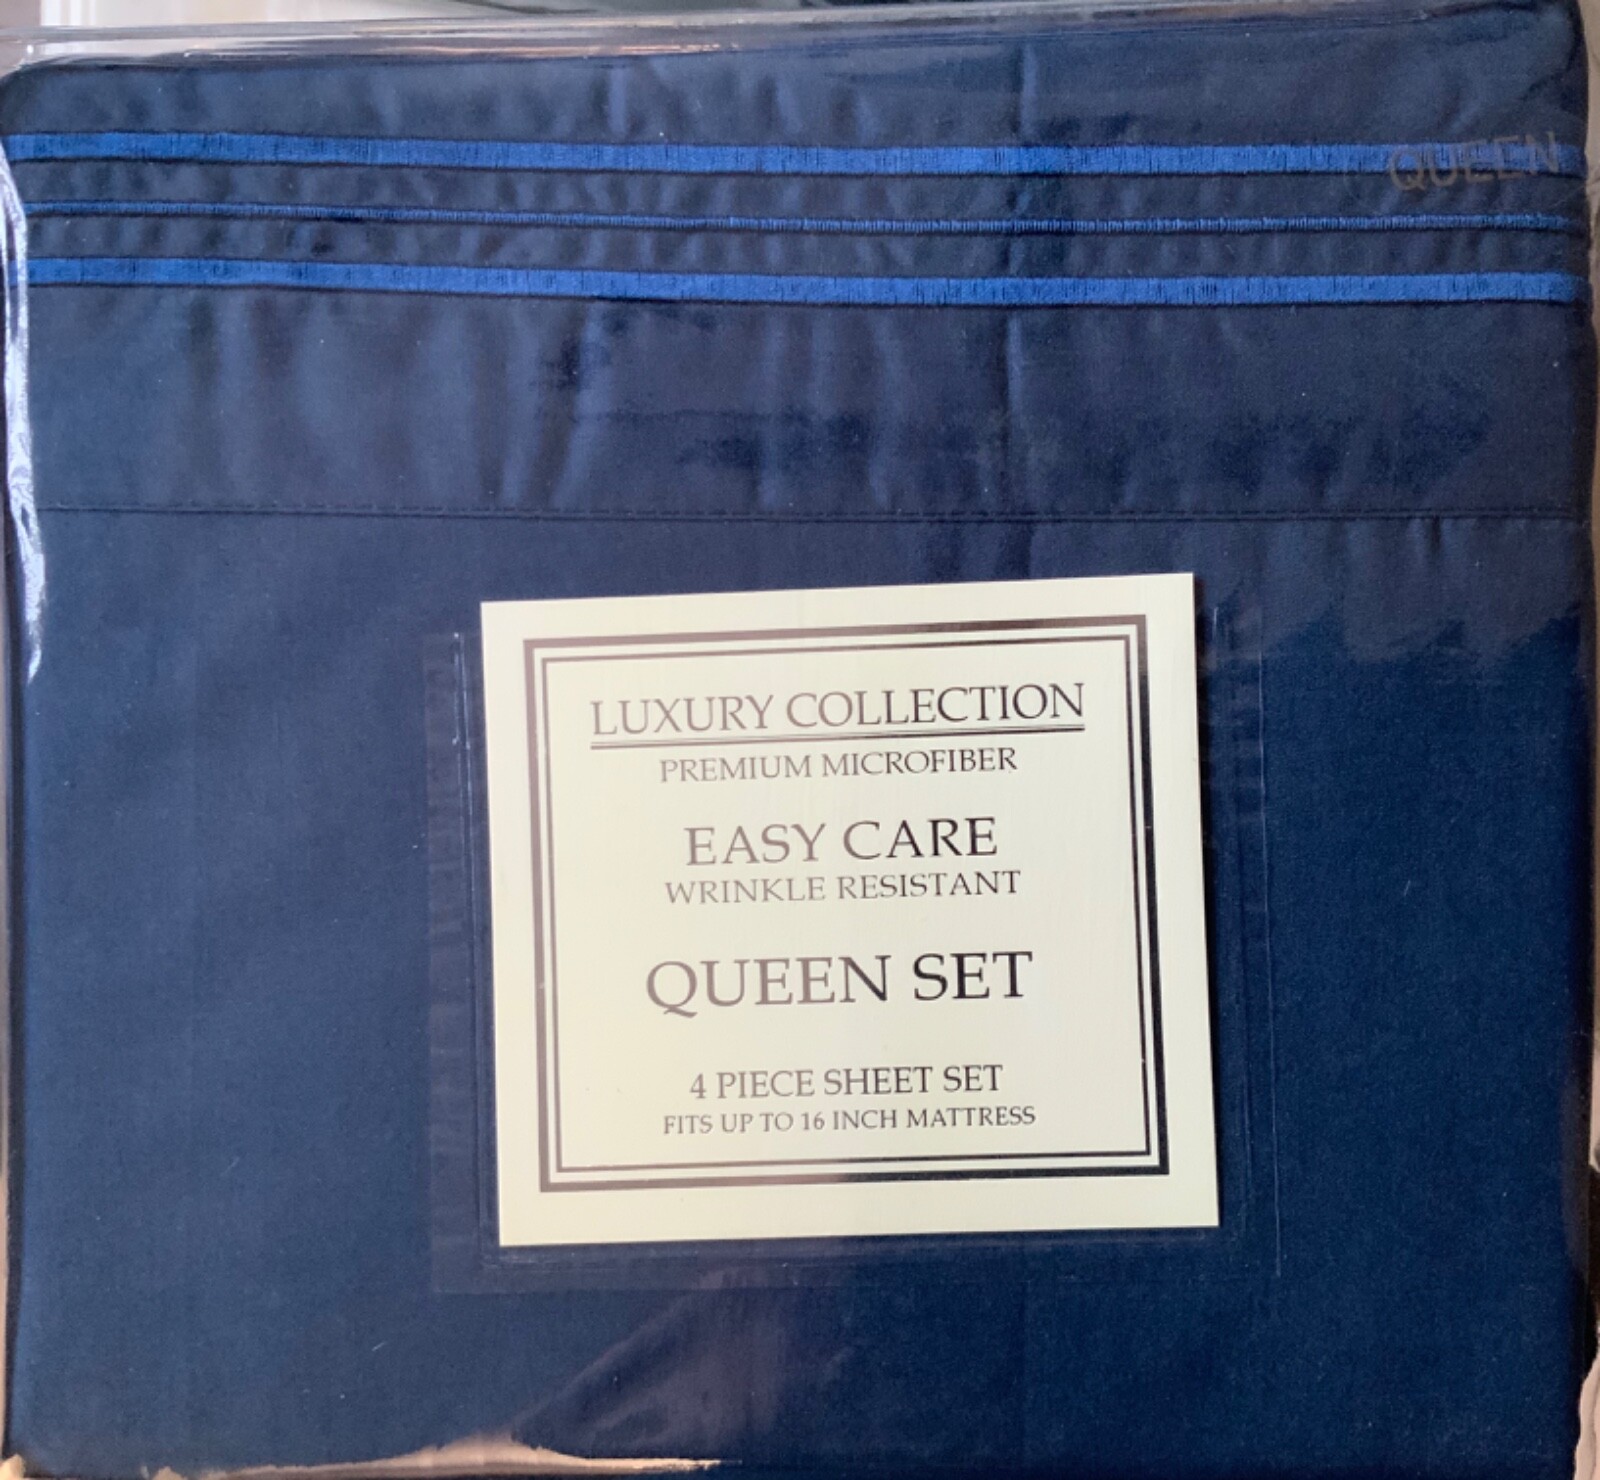 QUEEN
LUXURY COLLECTION
PREMIUM MICROFIBER
EASY CARE
WRINKLE RESISTANT
QUEEN SET
4 PIECE SHEET SET
FITS UP TO 16 INCH MATTRESS